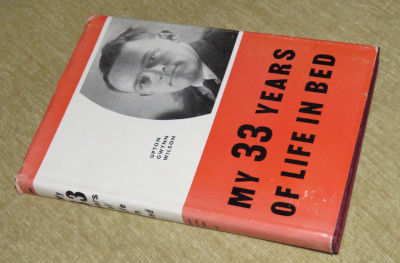 MY 33 YEARS
OF LIFE IN BED
UPTON
GWYNN
WILSON